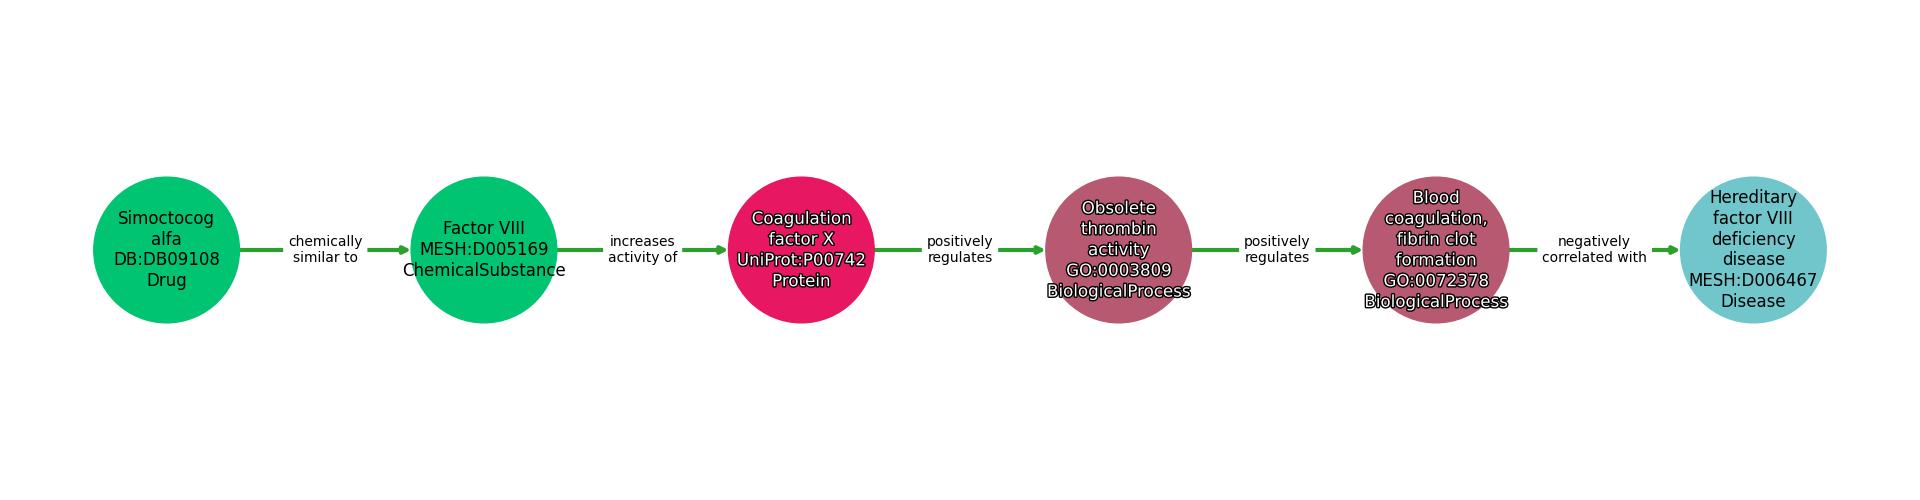 Simoctocog
alfa
DB:DB09108
Drug
chemically
similar to
Factor VIII
MESH:D005169
ChemicalSubstance
increases
activity of
Coagulation
factor X
UniProt:P00742
Protein
positively
regulates
Obsolete
thrombin
activity
GO:0003809
BiologicalProcess
positively
regulates
Blood
coagulation,
fibrin clot
formation
GO:0072378
BiologicalProcess
negatively
correlated with
Hereditary
factor VIII
deficiency
disease
MESH:D006467
Disease